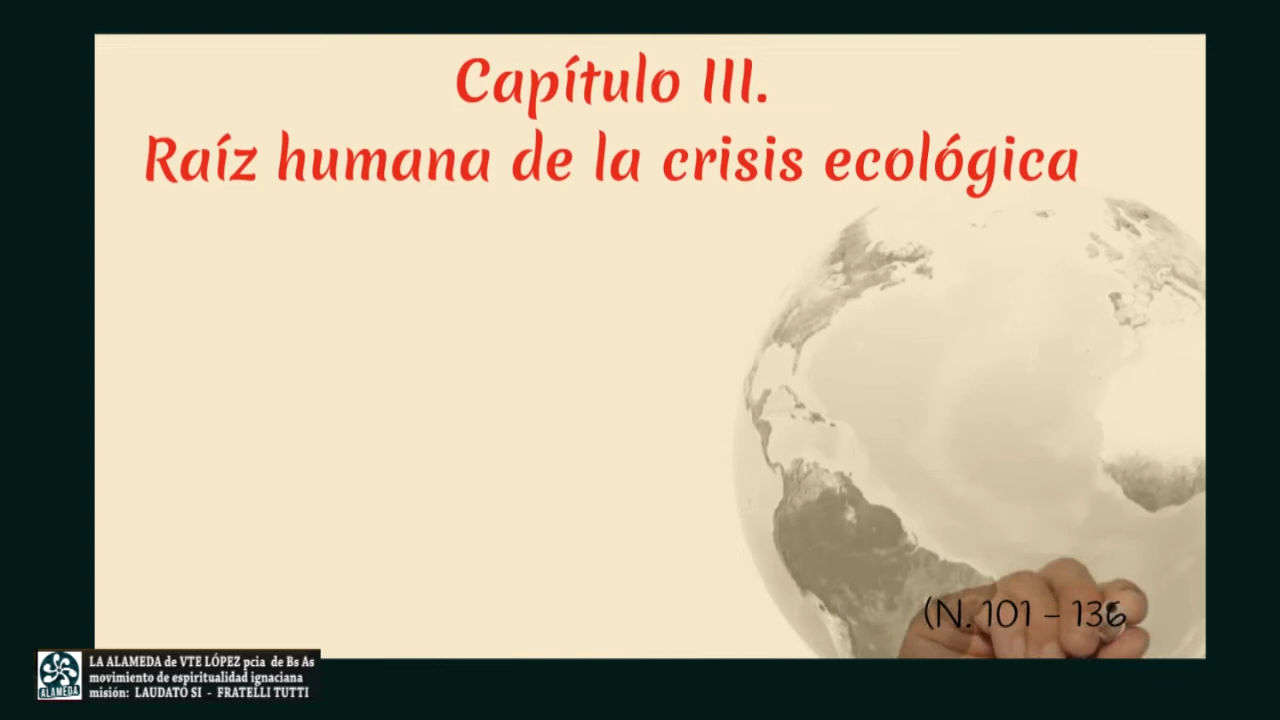 Capítulo III.
Raíz humana de la crisis ecológica
(N. 101 – 136
LA ALAMEDA de VTE LÓPEZ pcia de Bs As
movimiento de espiritualidad ignaciana
misión: LAUDATO SI - FRATELLI TUTTI
ALAMEDA